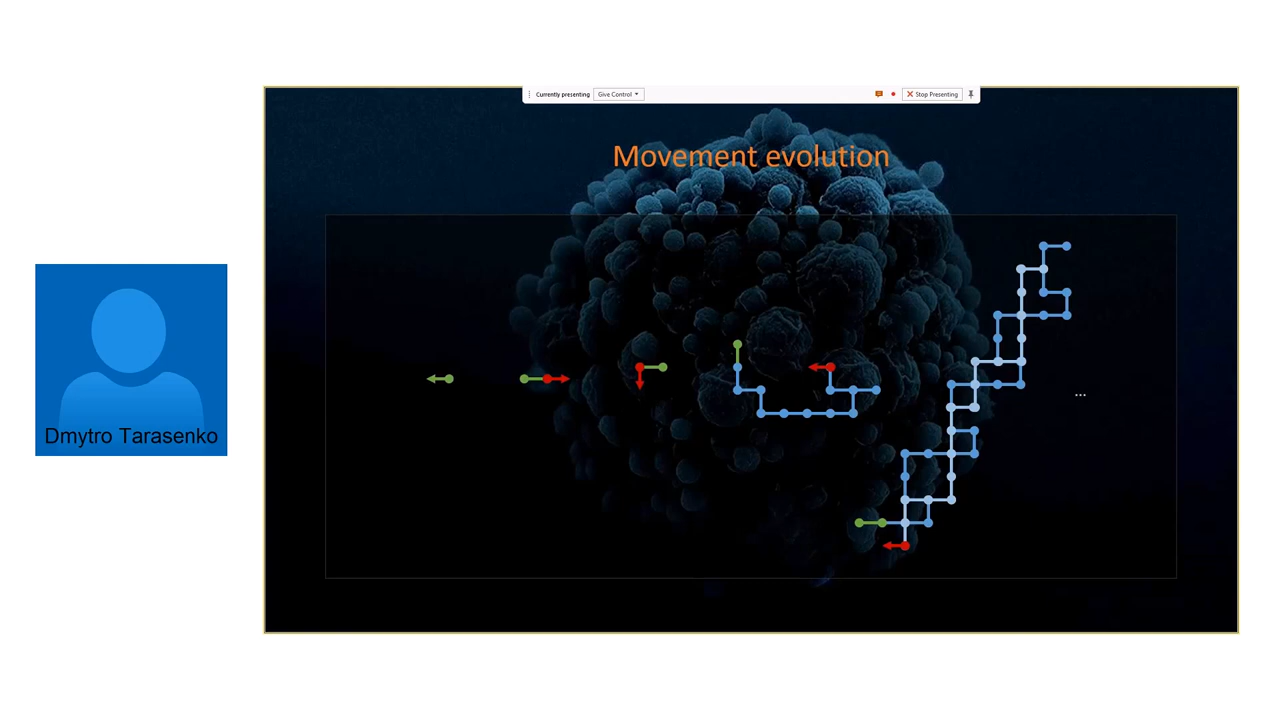 Currently presenting Give Control Stop Presenting
Movement evolution
...
Dmytro Tarasenko